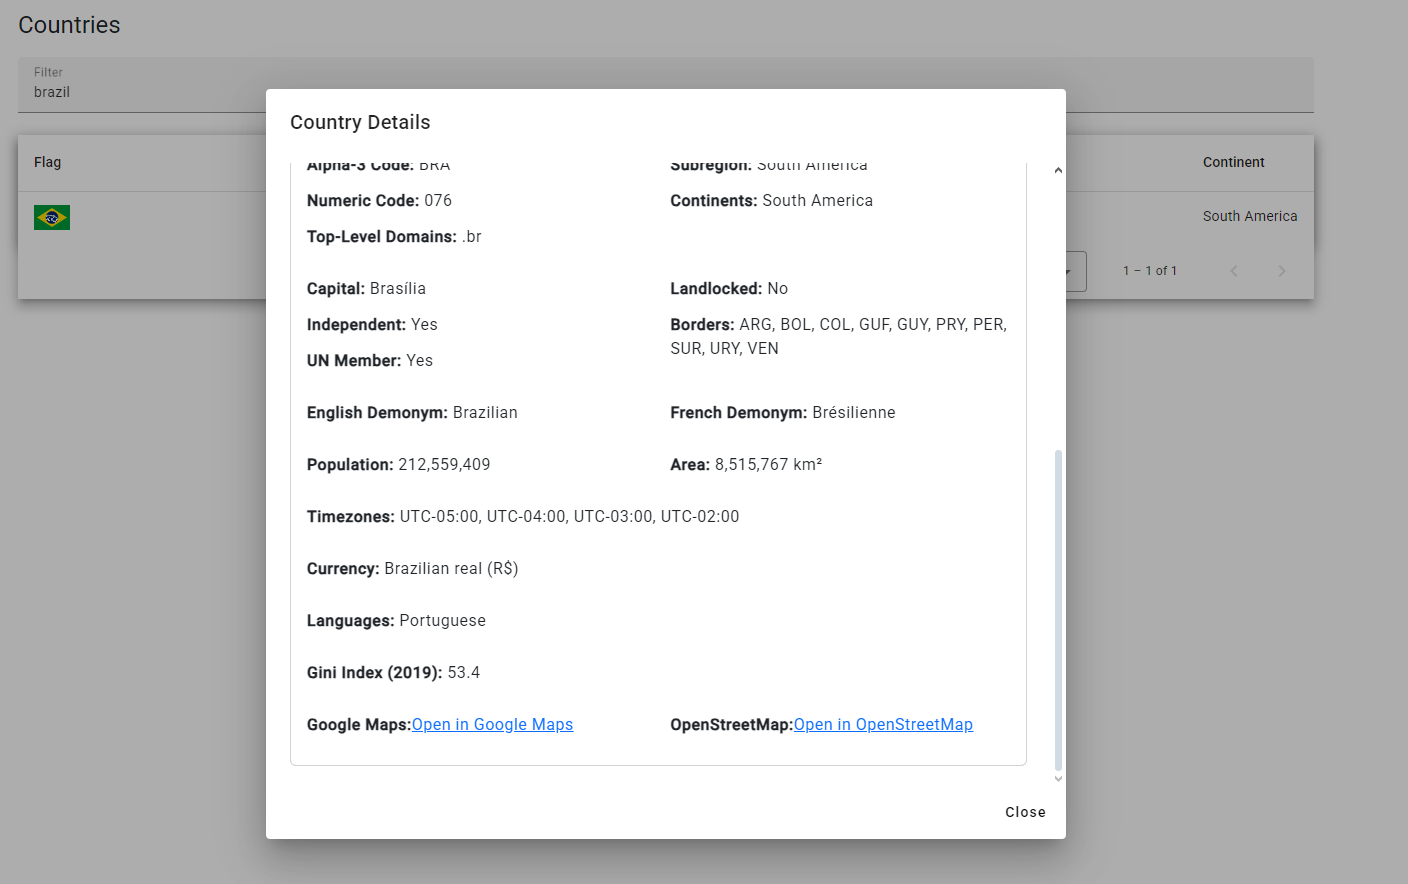 Countries
Filter
brazil
Country Details
Flag
Continent
Alpha-3 Code: BRA
Subregion: South America
Numeric Code: 076
Continents: South America
Top-Level Domains: .br
South America
1 – 1 of 1
Capital: Brasília
Landlocked: No
Independent: Yes
Borders: ARG, BOL, COL, GUF, GUY, PRY, PER,
SUR, URY, VEN
UN Member: Yes
English Demonym: Brazilian
French Demonym: Brésilienne
Population: 212,559,409
Area: 8,515,767 km²
Timezones: UTC-05:00, UTC-04:00, UTC-03:00, UTC-02:00
Currency: Brazilian real (R$)
Languages: Portuguese
Gini Index (2019): 53.4
Google Maps:Open in Google Maps
OpenStreetMap:Open in OpenStreetMap
Close